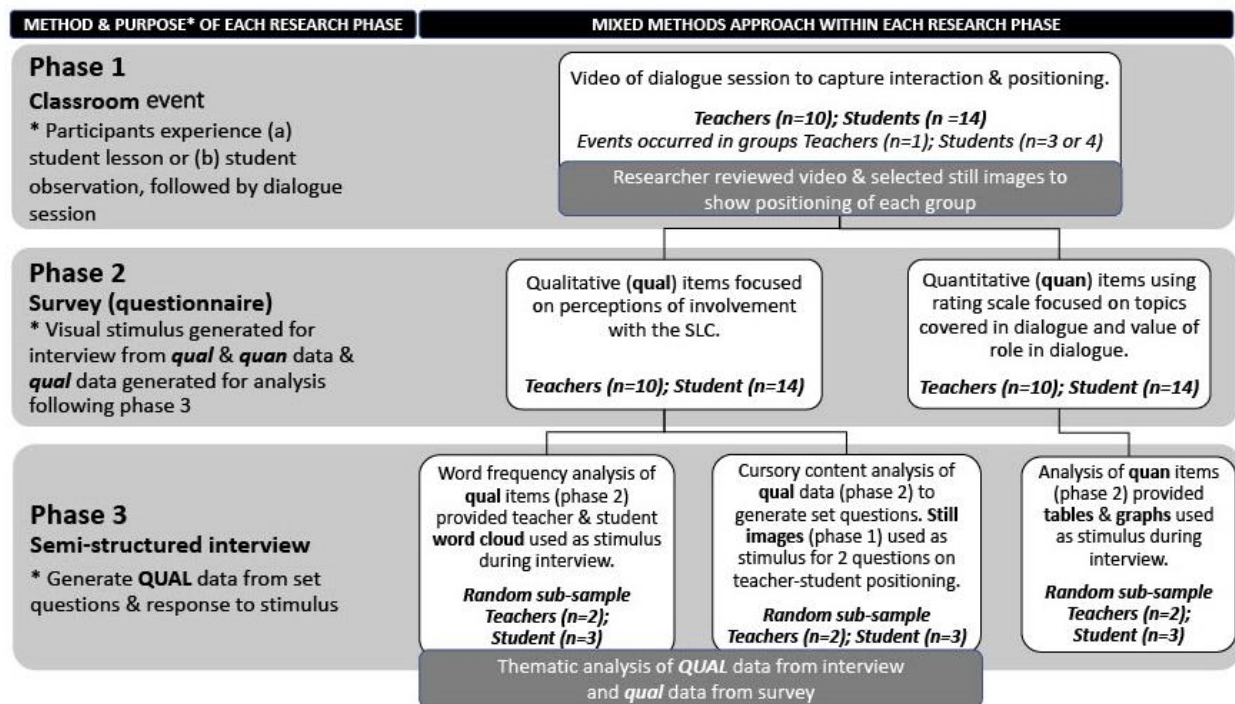 METHOD & PURPOSE* OF EACH RESEARCH PHASE
MIXED METHODS APPROACH WITHIN EACH RESEARCH PHASE
Phase 1
Classroom event
* Participants experience (a)
student lesson or (b) student
observation, followed by dialogue
session
Video of dialogue session to capture interaction & positioning.
Teachers (n=10); Students (n =14)
Events occurred in groups Teachers (n=1); Students (n=3 or 4)
Researcher reviewed video & selected still images to
show positioning of each group
Phase 2
Survey (questionnaire)
* Visual stimulus generated for
interview from qual & quan data &
qual data generated for analysis
following phase 3
Qualitative (qual) items focused
on perceptions of involvement
with the SLC.
Teachers (n=10); Student (n=14)
Quantitative (quan) items using
rating scale focused on topics
covered in dialogue and value of
role in dialogue.
Teachers (n=10); Student (n=14)
Phase 3
Semi-structured interview
* Generate QUAL data from set
questions & response to stimulus
Word frequency analysis of
qual items (phase 2)
provided teacher & student
word cloud used as stimulus
during interview.
Random sub-sample
Teachers (n=2);
Student (n=3)
Cursory content analysis of
qual data (phase 2) to
generate set questions. Still
images (phase 1) used as
stimulus for 2 questions on
teacher-student positioning.
Random sub-sample
Teachers (n=2); Student (n=3)
Analysis of quan items
(phase 2) provided
tables & graphs used
as stimulus during
interview.
Random sub-sample
Teachers (n=2);
Student (n=3)
Thematic analysis of QUAL data from interview
and qual data from survey